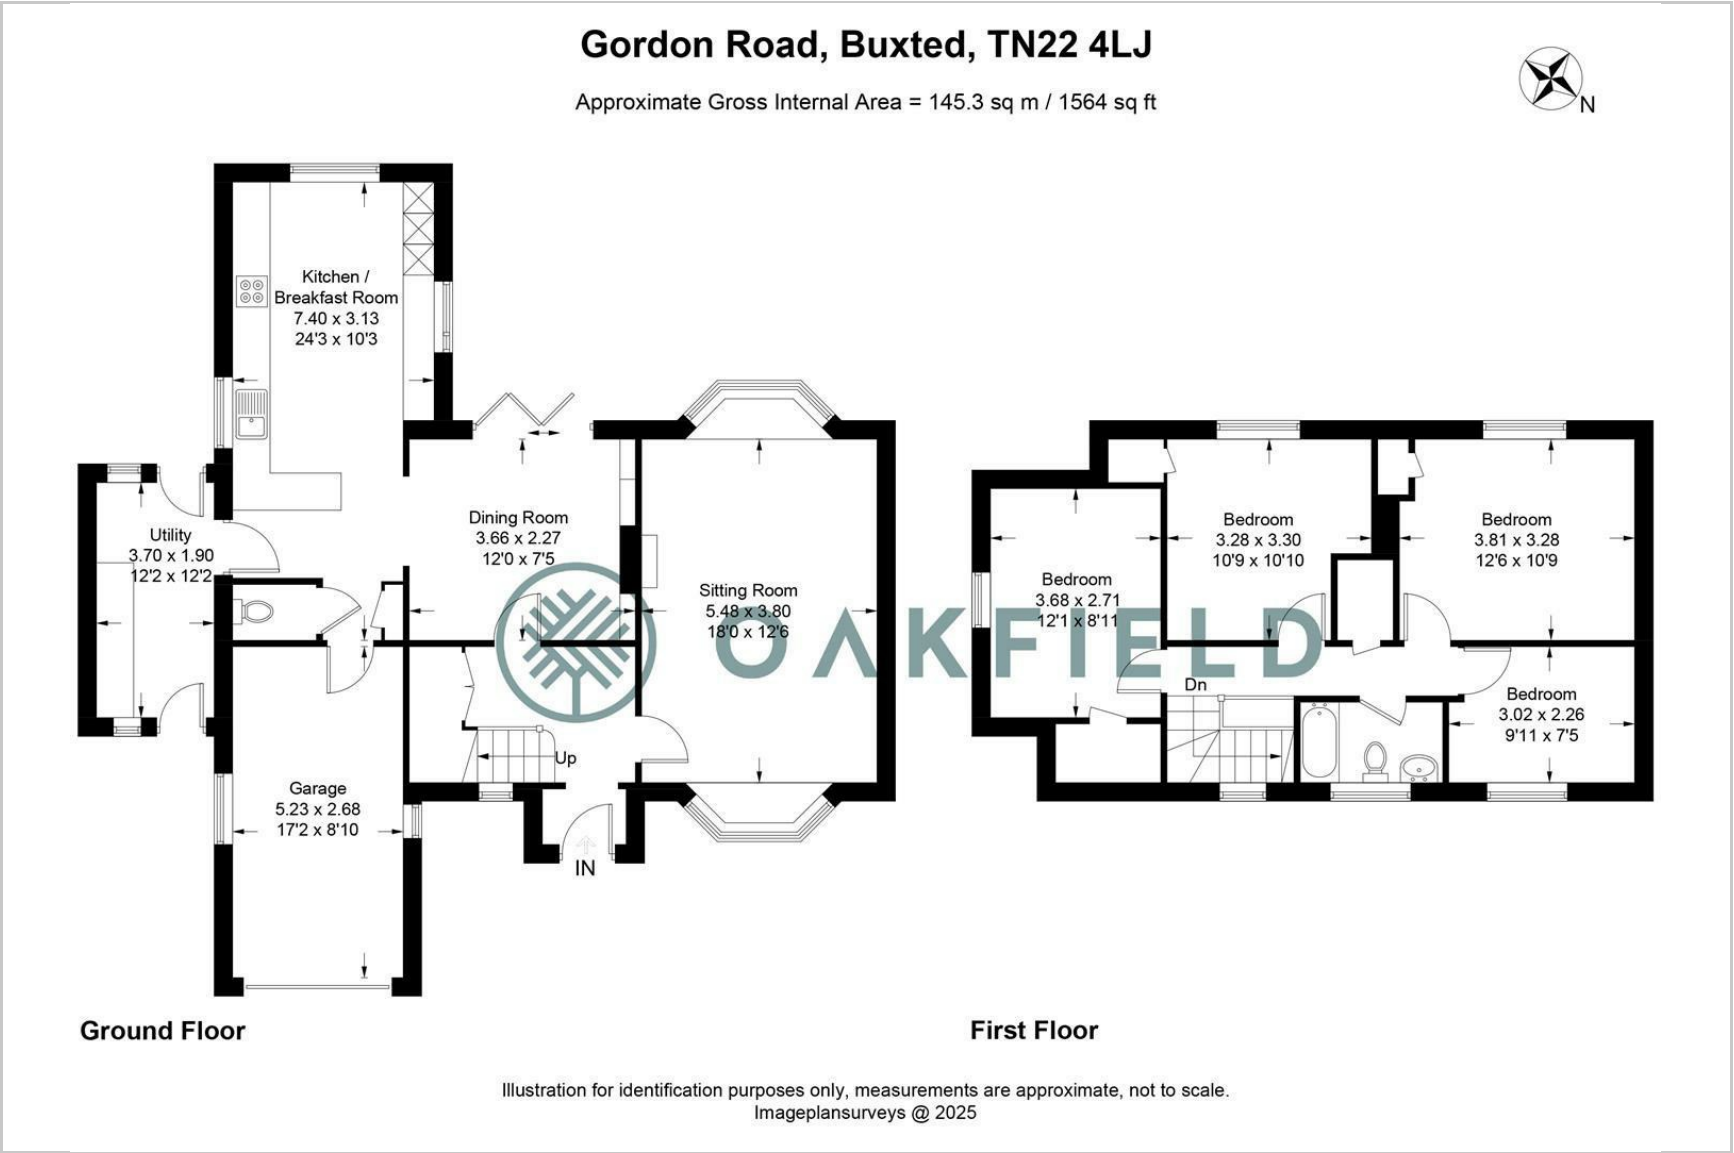 Gordon Road, Buxted, TN22 4LJ
Approximate Gross Internal Area = 145.3 sq m / 1564 sq ft
N
Kitchen /
Breakfast Room
7.40 x 3.13
24'3 x 10'3
Utility
3.70 x 1.90
12'2 x 12'2
Dining Room
3.66 x 2.27
12'0 x 7'5
Sitting Room
5.48 x 3.80
18'0 x 12'6
Up
Garage
5.23 x 2.68
17'2 x 8'10
IN
Ground Floor
Bedroom
3.68 x 2.71
12'1 x 8'11
Bedroom
3.28 x 3.30
10'9 x 10'10
Bedroom
3.81 x 3.28
12'6 x 10'9
Dn
Bedroom
3.02 x 2.26
9'11 x 7'5
First Floor
OAKFIELD
Illustration for identification purposes only, measurements are approximate, not to scale.
Imageplansurveys @ 2025